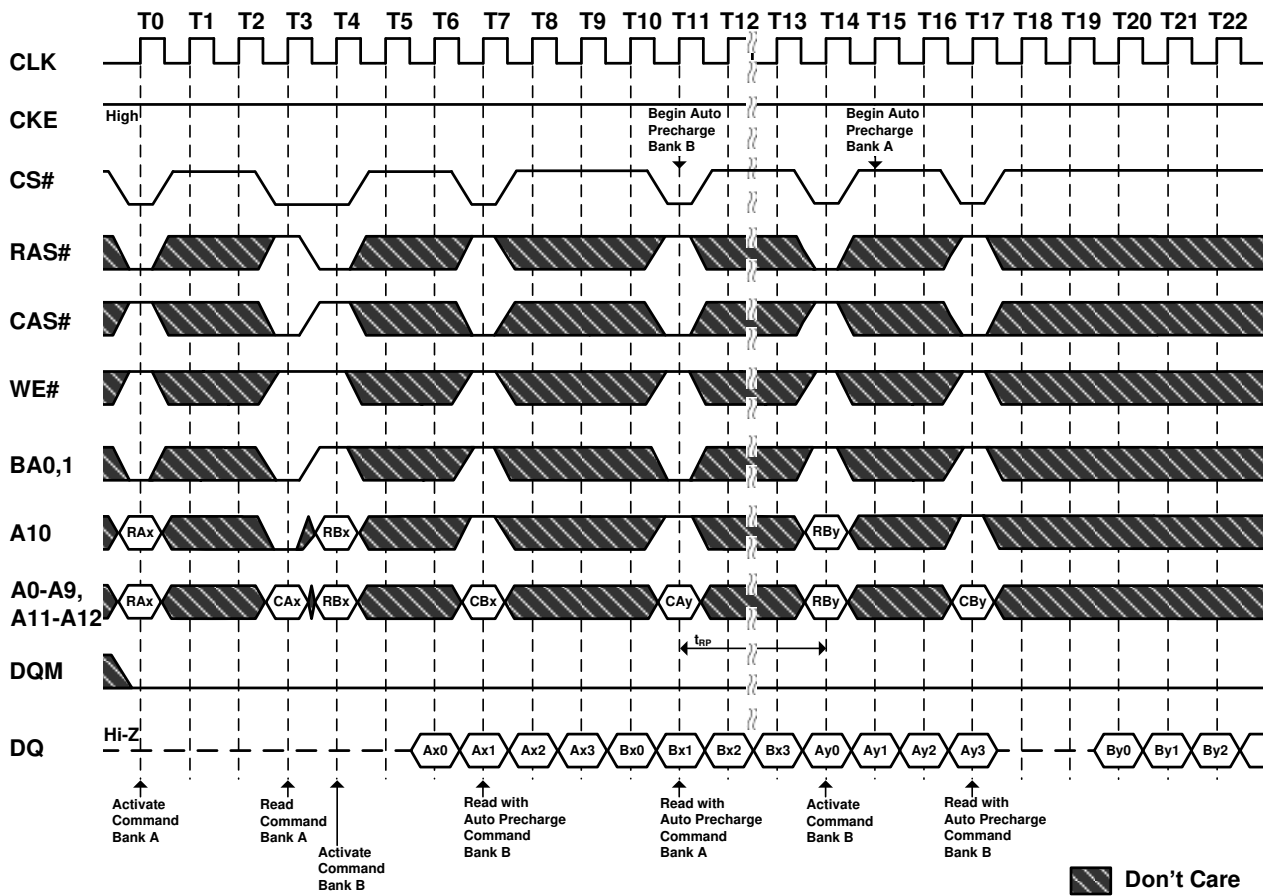 T0 T1 T2 T3 T4 T5 T6 T7 T8 T9 T10 T11 T12 T13 T14 T15 T16 T17 T18 T19 T20 T21 T22
CLK
CKE
High
Begin Auto
Precharge
Bank B
Begin Auto
Precharge
Bank A
CS#
RAS#
CAS#
WE#
BA0,1
A10
RAx RBx RBy
A0-A9,
A11-A12
RAx CAx RBx CBx CAy RBy CBy
tRP
DQM
DQ
Hi-Z
Ax0 Ax1 Ax2 Ax3 Bx0 Bx1 Bx2 Bx3 Ay0 Ay1 Ay2 Ay3 By0 By1 By2
Activate
Command
Bank A
Read
Command
Bank A
Activate
Command
Bank B
Read with
Auto Precharge
Command
Bank B
Read with
Auto Precharge
Command
Bank A
Activate
Command
Bank B
Read with
Auto Precharge
Command
Bank B
Don't Care